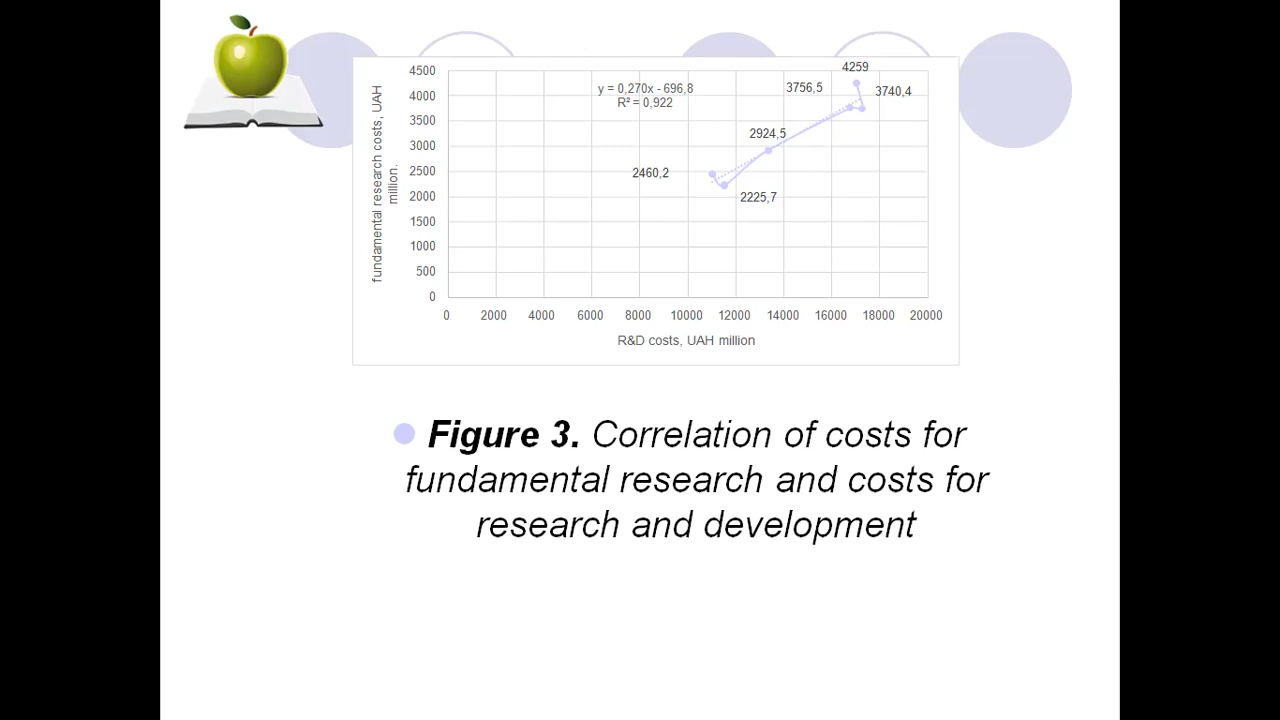 4259
4500
y = 0,270x - 696,8
3756,5
3740,4
4000
R² = 0,922
3500
2924,5
3000
2500
2460,2
2000
2225,7
1500
1000
500
0
fundamental research costs, UAH
million.
0 2000 4000 6000 8000 10000 12000 14000 16000 18000 20000
R&D costs, UAH million
Figure 3. Correlation of costs for
fundamental research and costs for
research and development